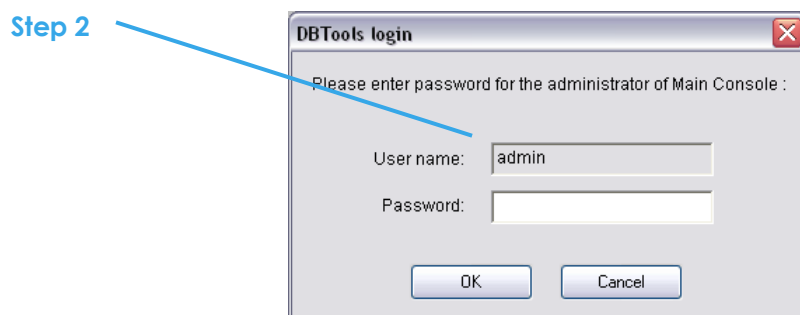 Step 2
DBTools login
Please enter password for the administrator of Main Console :
User name: admin
Password:
OK Cancel